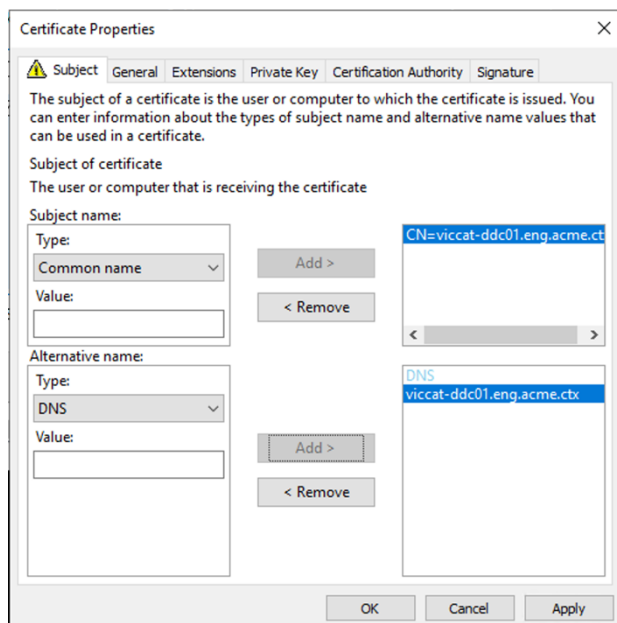 Certificate Properties
Subject General Extensions Private Key Certification Authority Signature
The subject of a certificate is the user or computer to which the certificate is issued. You
can enter information about the types of subject name and alternative name values that
can be used in a certificate.
Subject of certificate
The user or computer that is receiving the certificate
Subject name:
Type:
Common name
Value:
Add >
< Remove
CN=viccat-ddc01.eng.acme.ct
Alternative name:
Type:
DNS
Value:
Add >
< Remove
DNS
viccat-ddc01.eng.acme.ctx
OK Cancel Apply